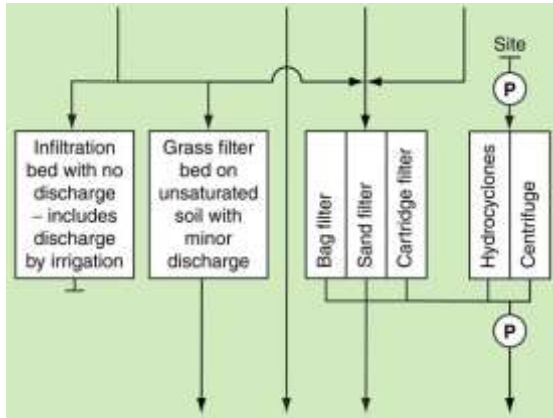 Site
P
Infiltration
bed with no
discharge
– includes
discharge
by irrigation
Grass filter
bed on
unsaturated
soil with
minor
discharge
Bag filter
Sand filter
Cartridge filter
Hydrocyclones
Centrifuge
P